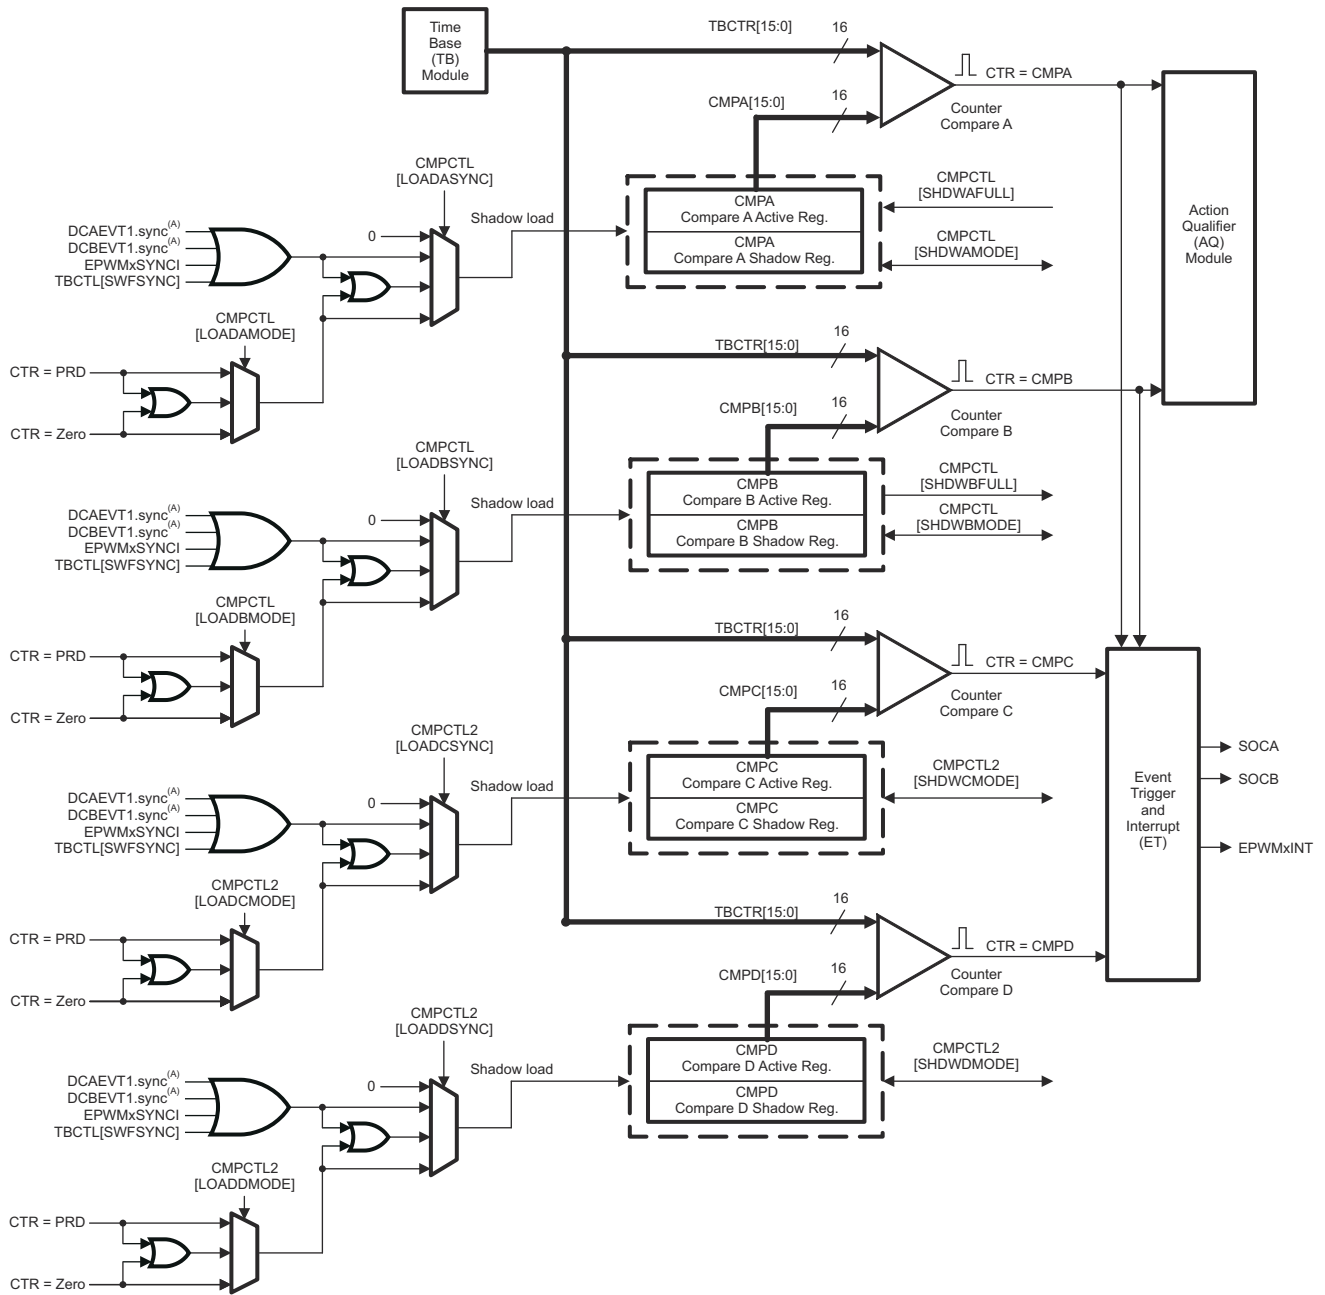 Time
Base
(TB)
Module
TBCTR[15:0]
16
CTR = CMPA
CMPA[15:0]
16
Counter
Compare A
CMPCTL
[LOADASYNC]
Shadow load
0
DCAEVT1.sync(A)
DCBEVT1.sync(A)
EPWMxSYNCI
TBCTL[SWFSYNC]
CMPA
Compare A Active Reg.
CMPA
Compare A Shadow Reg.
CMPCTL
[SHDWAFULL]
CMPCTL
[SHDWAMODE]
Action
Qualifier
(AQ)
Module
CMPCTL
[LOADAMODE]
CTR = PRD
CTR = Zero
TBCTR[15:0]
16
CTR = CMPB
CMPB[15:0]
16
Counter
Compare B
CMPCTL
[LOADBSYNC]
Shadow load
0
DCAEVT1.sync(A)
DCBEVT1.sync(A)
EPWMxSYNCI
TBCTL[SWFSYNC]
CMPB
Compare B Active Reg.
CMPB
Compare B Shadow Reg.
CMPCTL
[SHDWBFULL]
CMPCTL
[SHDWBMODE]
CMPCTL
[LOADBMODE]
CTR = PRD
CTR = Zero
TBCTR[15:0]
16
CTR = CMPC
CMPC[15:0]
16
Counter
Compare C
CMPCTL2
[LOADCSYNC]
Shadow load
0
DCAEVT1.sync(A)
DCBEVT1.sync(A)
EPWMxSYNCI
TBCTL[SWFSYNC]
CMPC
Compare C Active Reg.
CMPC
Compare C Shadow Reg.
CMPCTL2
[SHDWCMODE]
Event
Trigger
and
Interrupt
(ET)
SOCA
SOCB
EPWMxINT
CMPCTL2
[LOADCMODE]
CTR = PRD
CTR = Zero
TBCTR[15:0]
16
CTR = CMPD
CMPD[15:0]
16
Counter
Compare D
CMPCTL2
[LOADDSYNC]
Shadow load
0
DCAEVT1.sync(A)
DCBEVT1.sync(A)
EPWMxSYNCI
TBCTL[SWFSYNC]
CMPD
Compare D Active Reg.
CMPD
Compare D Shadow Reg.
CMPCTL2
[SHDWDMODE]
CMPCTL2
[LOADDMODE]
CTR = PRD
CTR = Zero